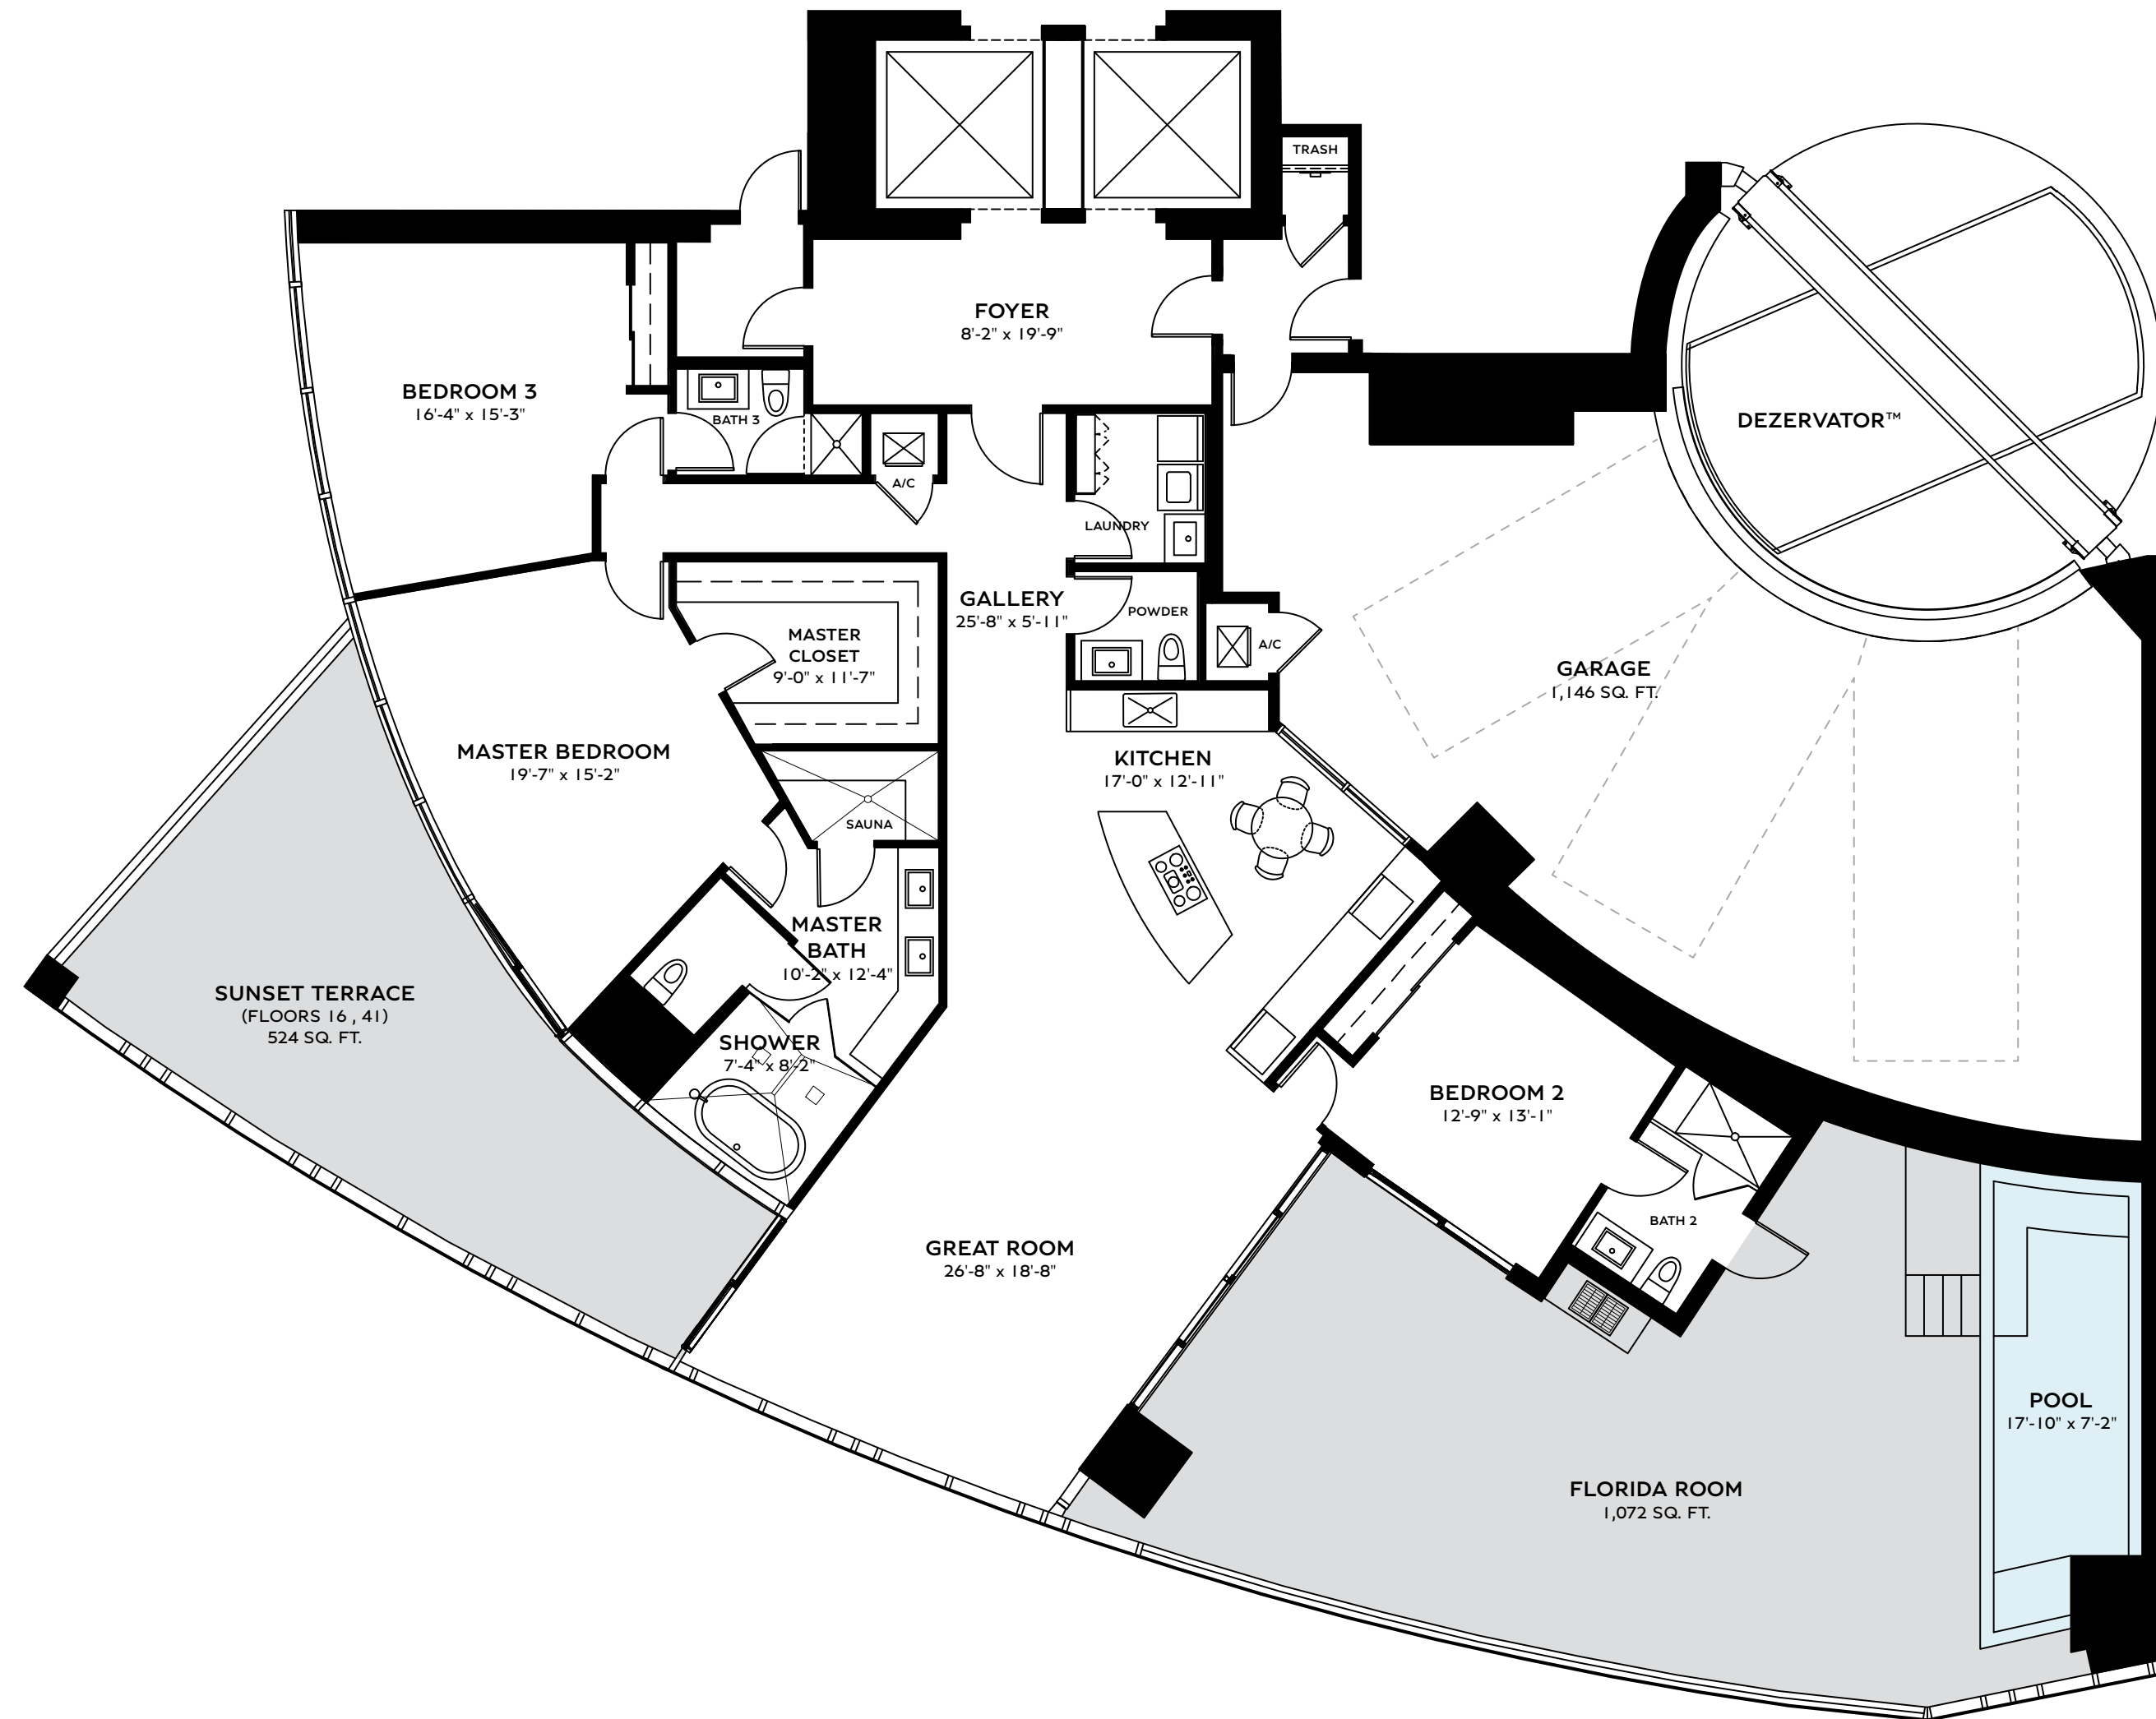 TRASH
FOYER
8'-2" x 19'-9"
BEDROOM 3
16'-4" x 15'-3"
BATH 3
DEZERVATOR™
A/C
LAUNDRY
GALLERY
25'-8" x 5'-11"
POWDER
MASTER
CLOSET
9'-0" x 11'-7"
A/C
GARAGE
1,146 SQ. FT.
MASTER BEDROOM
19'-7" x 15'-2"
KITCHEN
17'-0" x 12'-11"
SAUNA
MASTER
BATH
10'-2" x 12'-4"
SUNSET TERRACE
(FLOORS 16 , 41)
524 SQ. FT.
SHOWER
7'-4" x 8'-2"
BEDROOM 2
12'-9" x 13'-1"
BATH 2
GREAT ROOM
26'-8" x 18'-8"
POOL
17'-10" x 7'-2"
FLORIDA ROOM
1,072 SQ. FT.